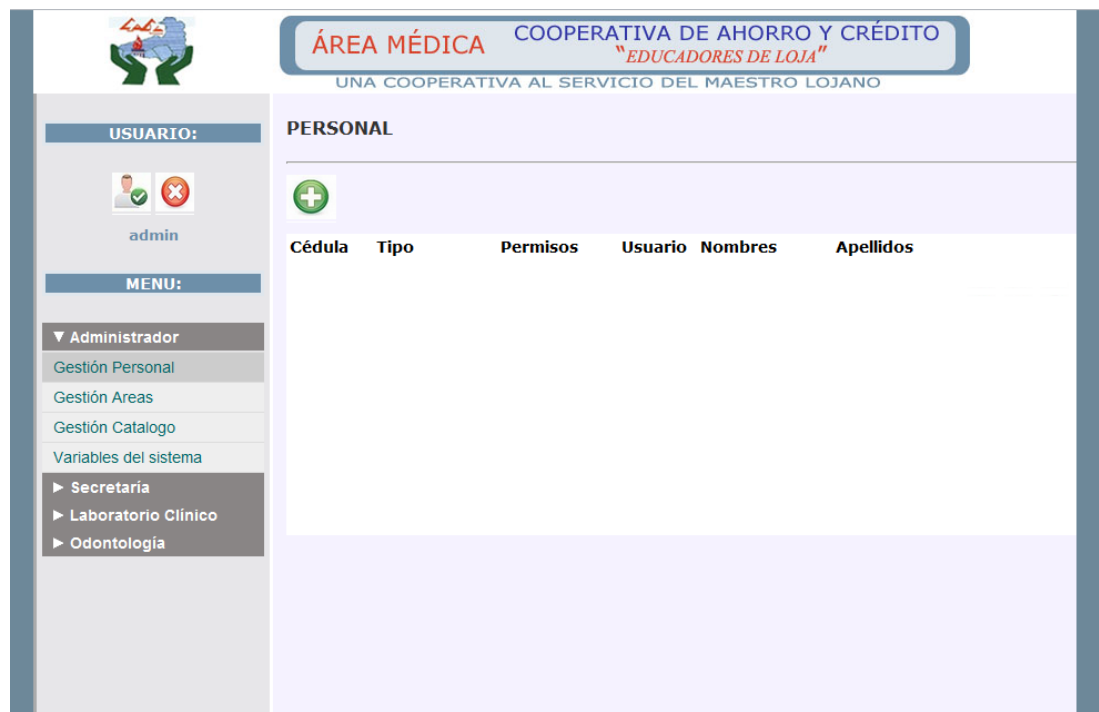 Loja
ÁREA MÉDICA
COOPERATIVA DE AHORRO Y CRÉDITO
"EDUCADORES DE LOJA"
UNA COOPERATIVA AL SERVICIO DEL MAESTRO LOJANO
USUARIO:
admin
MENU:
▼ Administrador
Gestión Personal
Gestión Areas
Gestión Catalogo
Variables del sistema
► Secretaría
► Laboratorio Clínico
► Odontología
PERSONAL
Cédula Tipo Permisos Usuario Nombres Apellidos